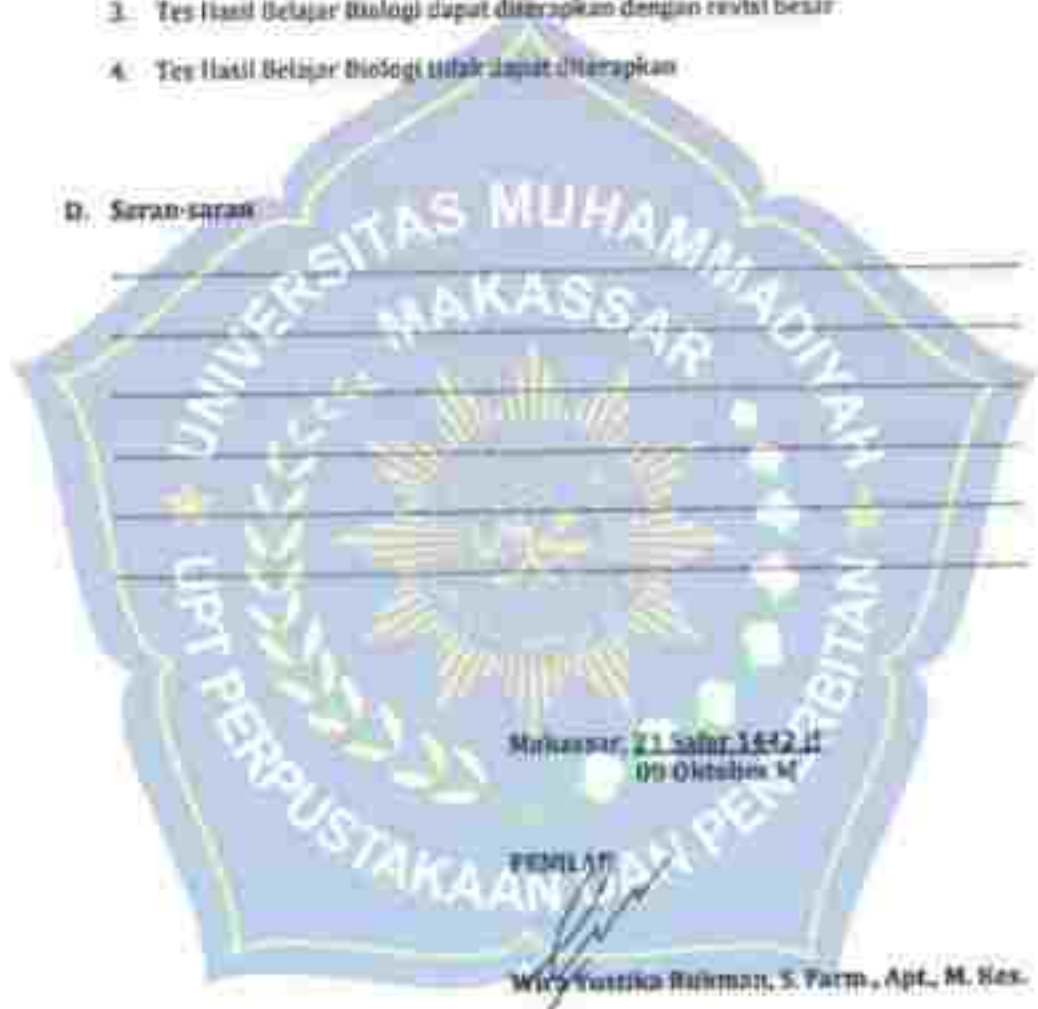 3. Tes Hasil Belajar Biologi dapat diterapkan dengan revisi besar
4. Tes Hasil Belajar Biologi tidak dapat diterapkan
D. Saran-saran
UNIVERSITAS MUHAMMADIYAH
MAKASSAR
UPT PERPUSTAKAAN DAN PENERBITAN
Makassar, 21 Safar 1442 H
09 Oktober M
PENILAI
Yustika Rukman, S. Farm., Apt., M. Kes.